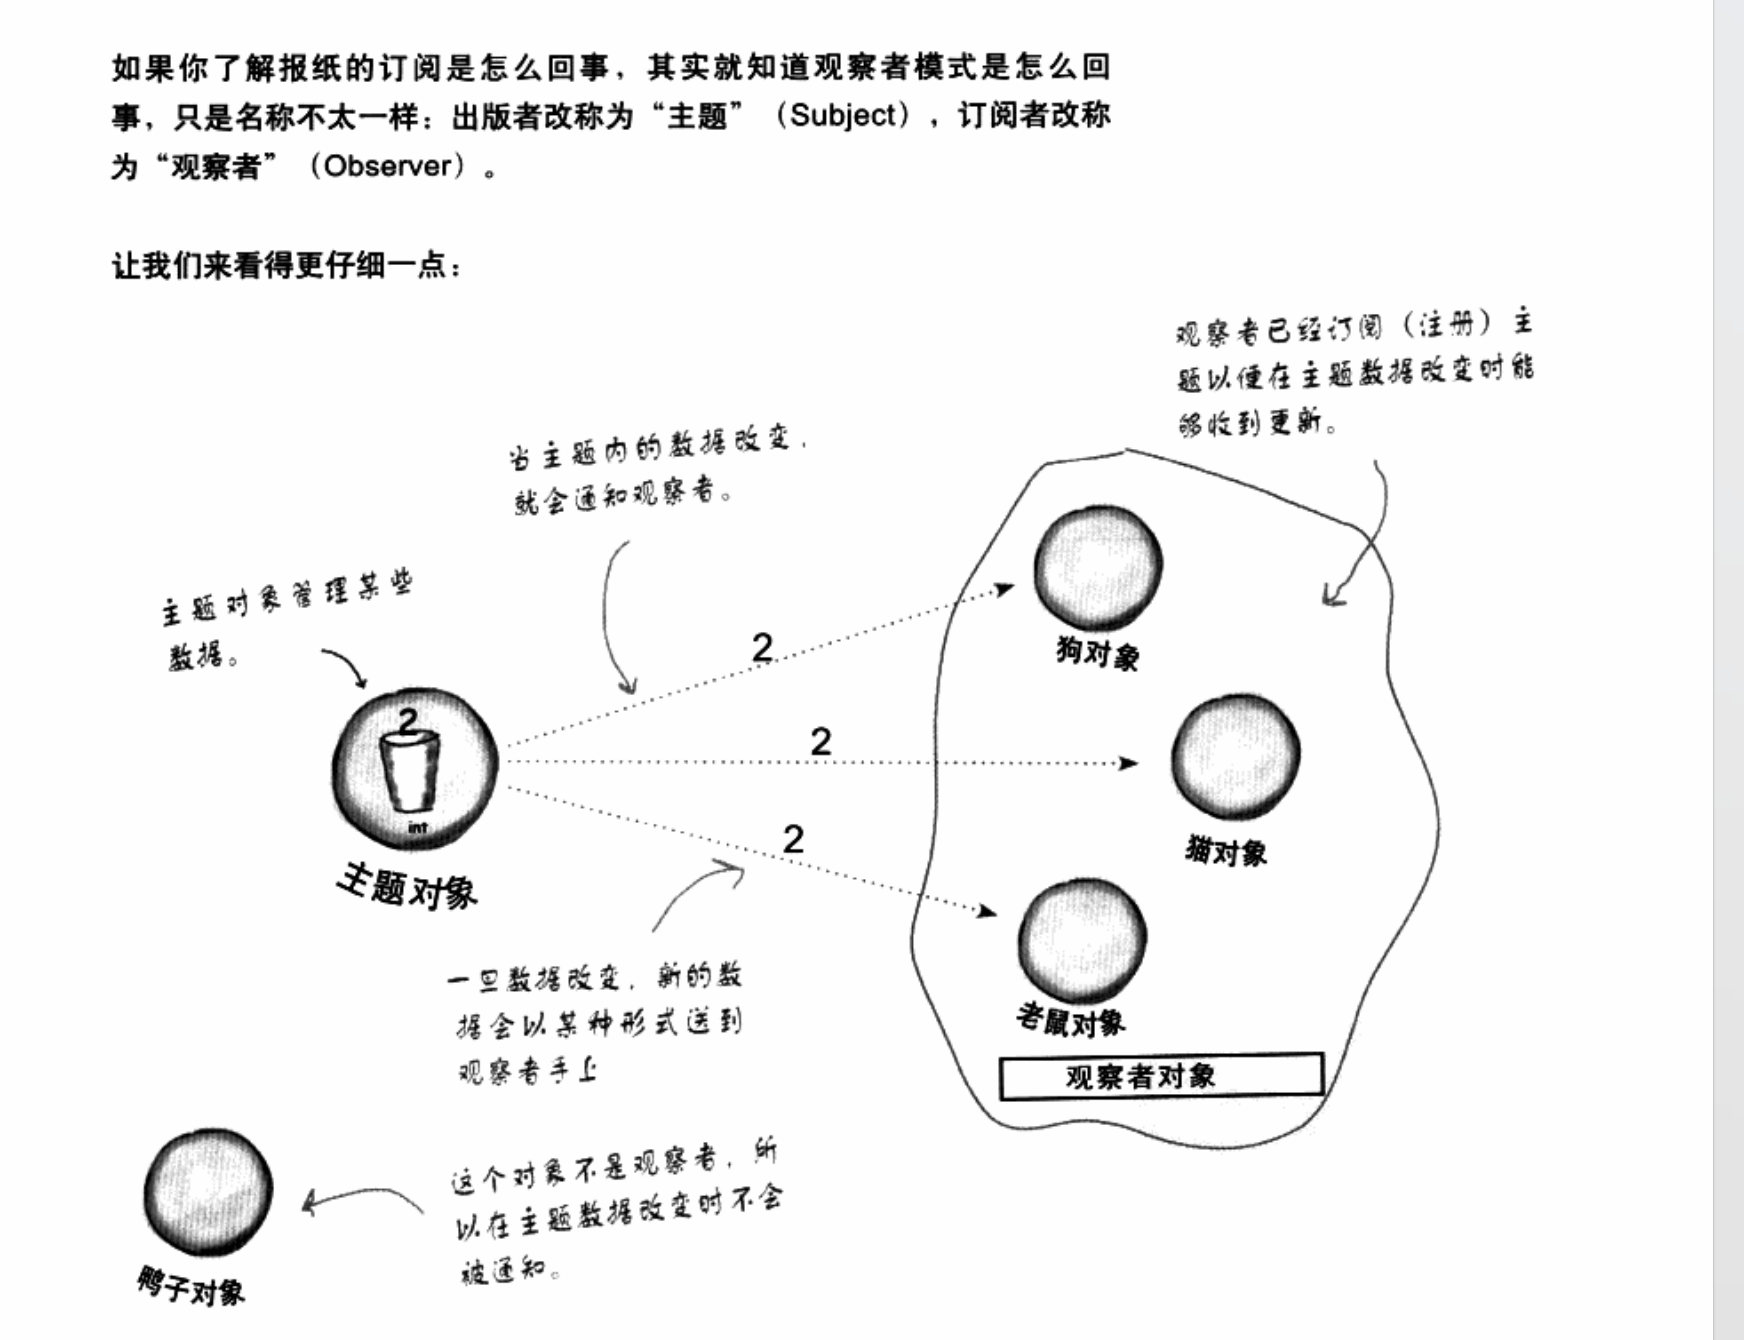 如果你了解报纸的订阅是怎么回事，其实就知道观察者模式是怎么回
事，只是名称不太一样：出版者改称为“主题”（Subject），订阅者改称
为“观察者”（Observer）。
让我们来看得更仔细一点：
观察者已经订阅（注册）主
题以便在主题数据改变时能
够收到更新。
当主题内的数据改变，
就会通知观察者。
主题对象管理某些
数据。
2
int
主题对象
2
2
2
狗对象
猫对象
老鼠对象
观察者对象
一旦数据改变，新的数
据会以某种形式送到
观察者手上
这个对象不是观察者，所
以在主题数据改变时不会
被通知。
鸭子对象